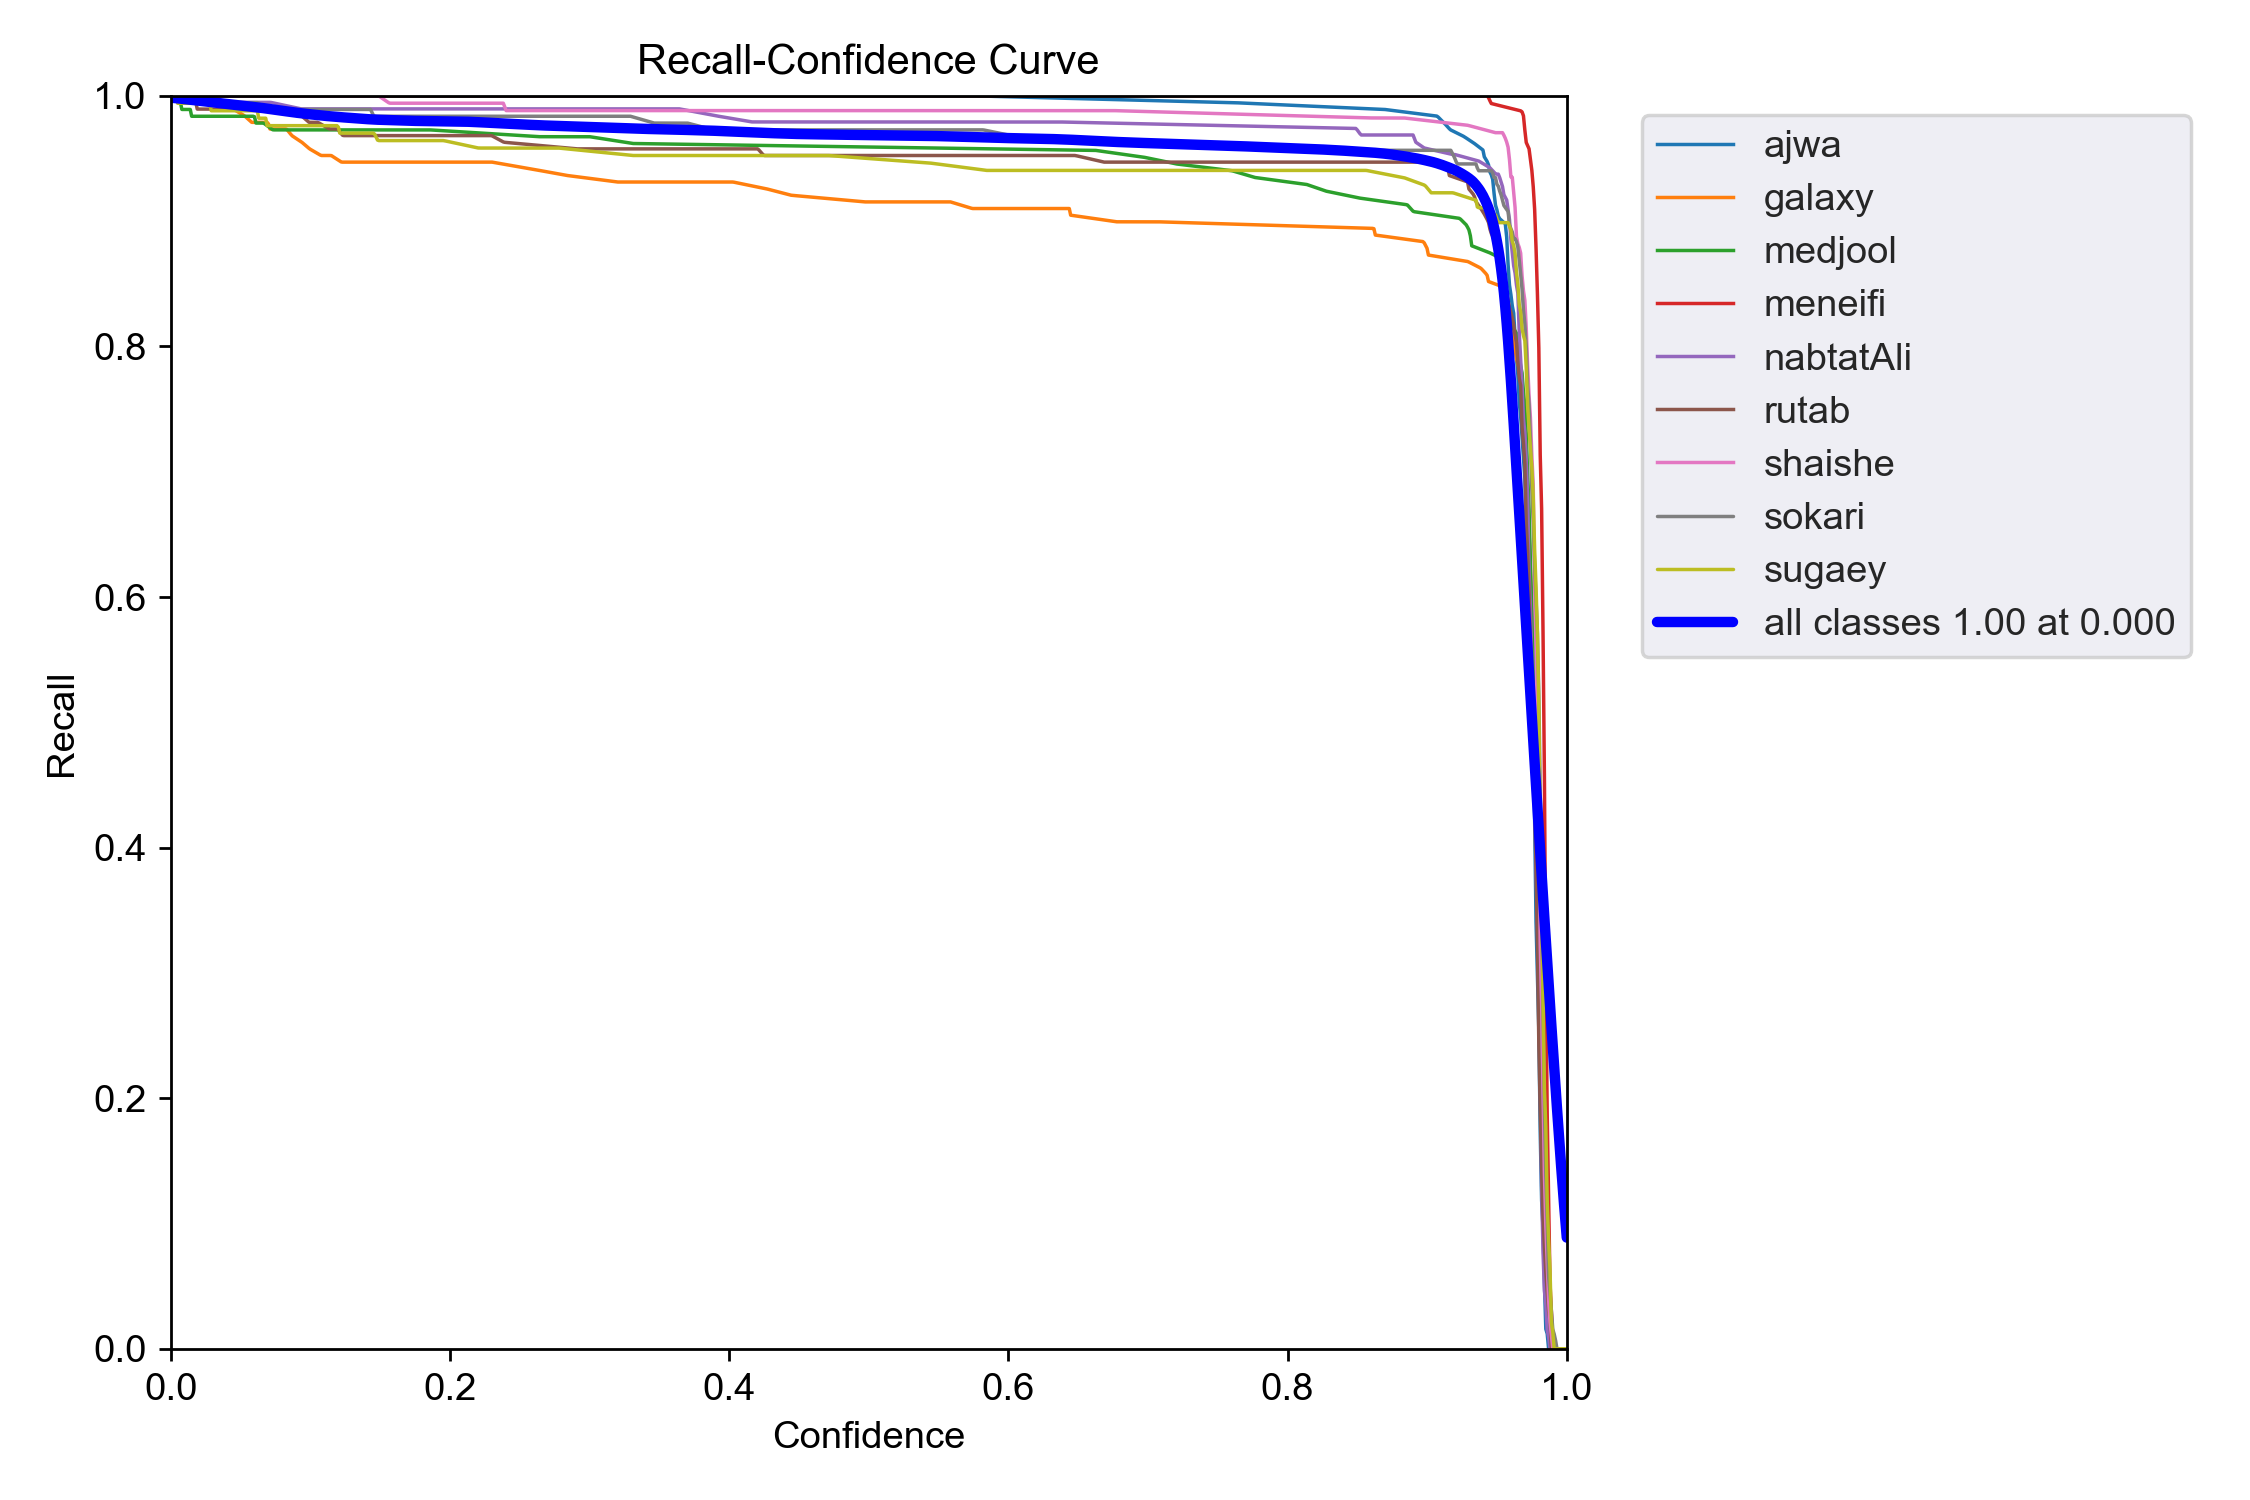 Recall-Confidence Curve
1.0
0.8
0.6
0.4
0.2
0.0
Recall
0.0 0.2 0.4 0.6 0.8 1.0
Confidence
ajwa
galaxy
medjool
meneifi
nabtatAli
rutab
shaishe
sokari
sugaey
all classes 1.00 at 0.000